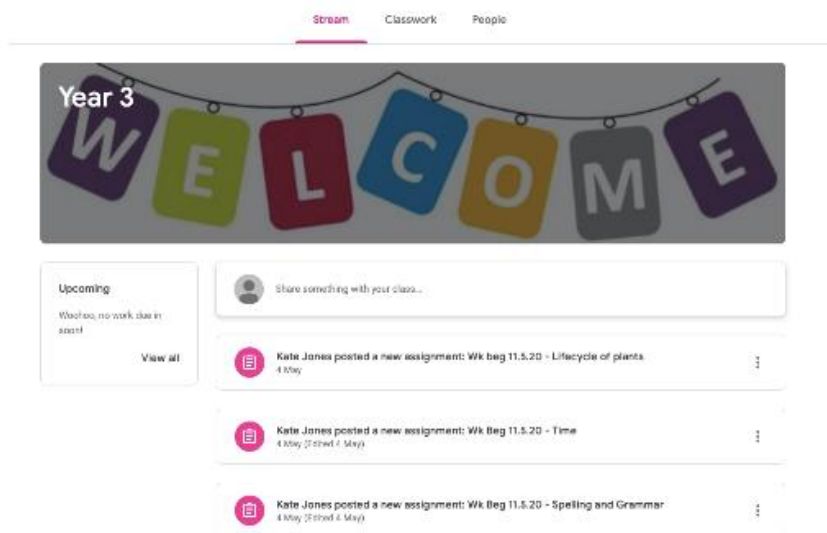 Stream Classwork People
Year 3
WELCOME
Upcoming
Woohoo, no work due in
soon!
View all
Share something with your class...
Kate Jones posted a new assignment: Wk beg 11.5.20 - Lifecycle of plants
4 May
Kate Jones posted a new assignment: Wk Beg 11.5.20 - Time
4 May (Edited 4 May)
Kate Jones posted a new assignment: Wk Beg 11.5.20 - Spelling and Grammar
4 May (Edited 4 May)